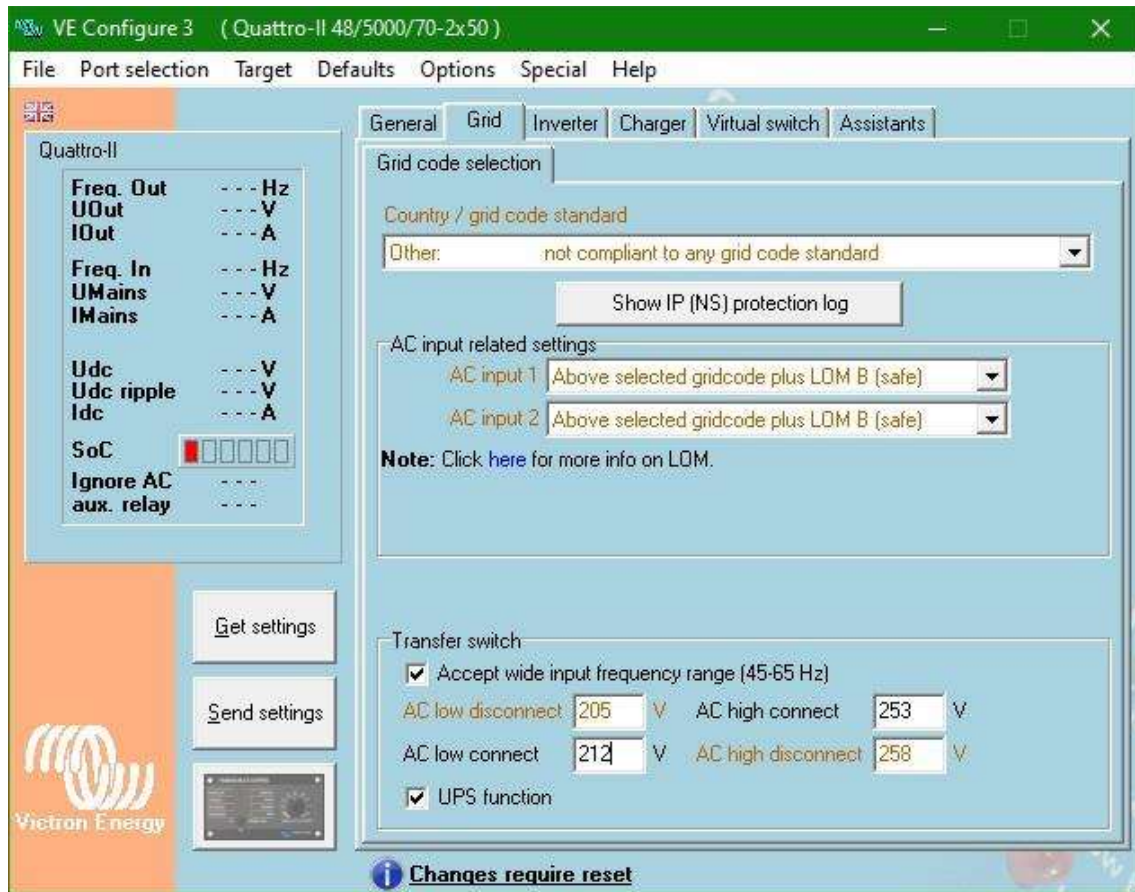 VE Configure 3 ( Quattro-II 48/5000/70-2x50 )
File Port selection Target Defaults Options Special Help
General Grid Inverter Charger Virtual switch Assistants
Quattro-II
Freq. Out - - - Hz
UOut - - - V
IOut - - - A
Freq. In - - - Hz
UMains - - - V
IMains - - - A
Udc - - - V
Udc ripple - - - V
Idc - - - A
SoC
Ignore AC - - -
aux. relay - - -
Get settings
Send settings
Victron Energy
Grid code selection
Country / grid code standard
Other: not compliant to any grid code standard
Show IP (NS) protection log
AC input related settings
AC input 1 Above selected gridcode plus LOM B (safe)
AC input 2 Above selected gridcode plus LOM B (safe)
Note: Click here for more info on LOM.
Transfer switch
Accept wide input frequency range (45-65 Hz)
AC low disconnect 205 V AC high connect 253 V
AC low connect 212 V AC high disconnect 258 V
UPS function
Changes require reset